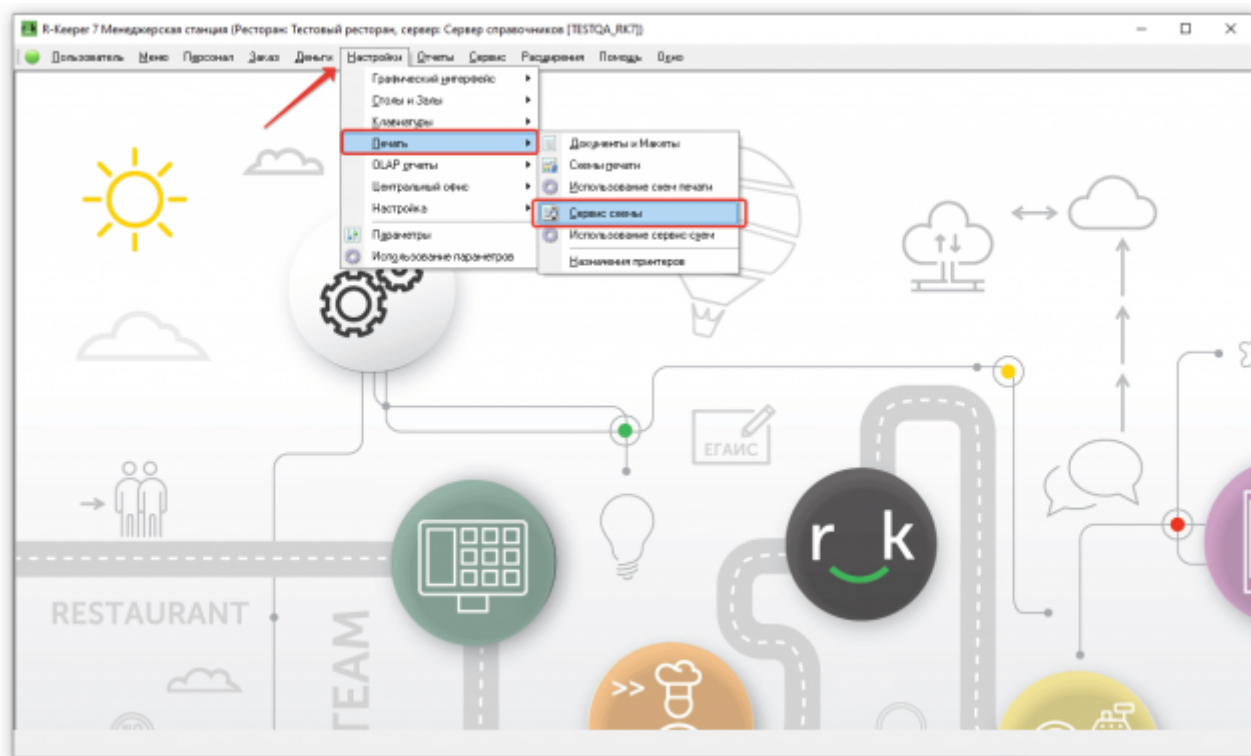 R-Keeper 7 Менеджерская станция (Ресторан: Тестовый ресторан, сервер: Сервер справочников [TESTQA_RK7])
Пользователь Меню Персонал Заказ Деньги Настройки Отчеты Сервис Расширения Помощь Окно
Графический интерфейс
Столы и Залы
Клавиатуры
Печать
OLAP отчеты
Центральный офис
Настройка
Параметры
Использование параметров
Документы и Макеты
Схемы печати
Использование схем печати
Сервис схемы
Использование сервис-схем
Назначения принтеров
ЕГАИС
r k
RESTAURANT
TEAM
>>